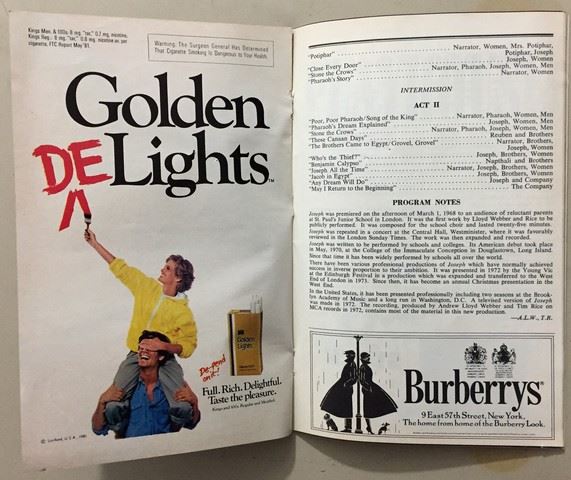 Kings Men. & 100s: 8 mg. "tar," 0.7 mg. nicotine,
Kings Reg.: 8 mg. "tar," 0.8 mg. nicotine av. per
cigarette, FTC Report May '81.
Warning: The Surgeon General Has Determined
That Cigarette Smoking Is Dangerous to Your Health.
Golden
DE Lights™
Golden
Lights
De-pend
on it!
Full. Rich. Delightful.
Taste the pleasure.
Kings and 100s. Regular and Menthol.
© Lorillard, U.S.A., 1981
"Potiphar" Narrator, Women, Mrs. Potiphar,
Potiphar, Joseph
"Close Every Door" Joseph, Women
"Stone the Crows" Narrator, Pharaoh, Joseph, Women, Men
"Pharaoh's Story" Narrator, Women
INTERMISSION
ACT II
"Poor, Poor Pharaoh/Song of the King" Narrator, Pharaoh, Women, Men
"Pharaoh's Dream Explained" Joseph, Women, Men
"Stone the Crows" Narrator, Pharaoh, Joseph, Women, Men
"Those Canaan Days" Reuben and Brothers
"The Brothers Came to Egypt/Grovel, Grovel" Narrator, Brothers,
Joseph, Women
"Who's the Thief?" Joseph, Brothers, Women
"Benjamin Calypso" Napthali and Brothers
"Joseph All the Time" Narrator, Joseph, Brothers, Women, Men
"Jacob in Egypt" Joseph, Brothers, Women
"Any Dream Will Do" Joseph and Company
"May I Return to the Beginning" The Company
PROGRAM NOTES
Joseph was premiered on the afternoon of March 1, 1968 to an audience of reluctant parents
at St. Paul's Junior School in London. It was the first work by Lloyd Webber and Rice to be
publicly performed. It was composed for the school choir and lasted twenty-five minutes.
Joseph was repeated in a concert at the Central Hall, Westminister, where it was favorably
reviewed in the London Sunday Times. The work was then expanded and recorded.
Joseph was written to be performed by schools and colleges. Its American debut took place
in May, 1970, at the College of the Immaculate Conception in Douglastown, Long Island.
Since that time it has been widely performed by schools all over the world.
There have been various professional productions of Joseph which have normally achieved
success in inverse proportion to their ambition. It was presented in 1972 by the Young Vic
at the Edinburgh Festival in a production which was expanded and transferred to the West
End of London in 1973. Since then, it has become an annual Christmas presentation in the
West End.
In the United States, it has been presented professionally including two seasons at the Brook-
lyn Academy of Music and a long run in Washington, D.C. A televised version of Joseph
was made in 1972. The recording, produced by Andrew Lloyd Webber and Tim Rice on
MCA records in 1972, contains most of the material in this new production.
—A.L.W., T.R.
Burberrys®
9 East 57th Street, New York.
The home from home of the Burberry Look.